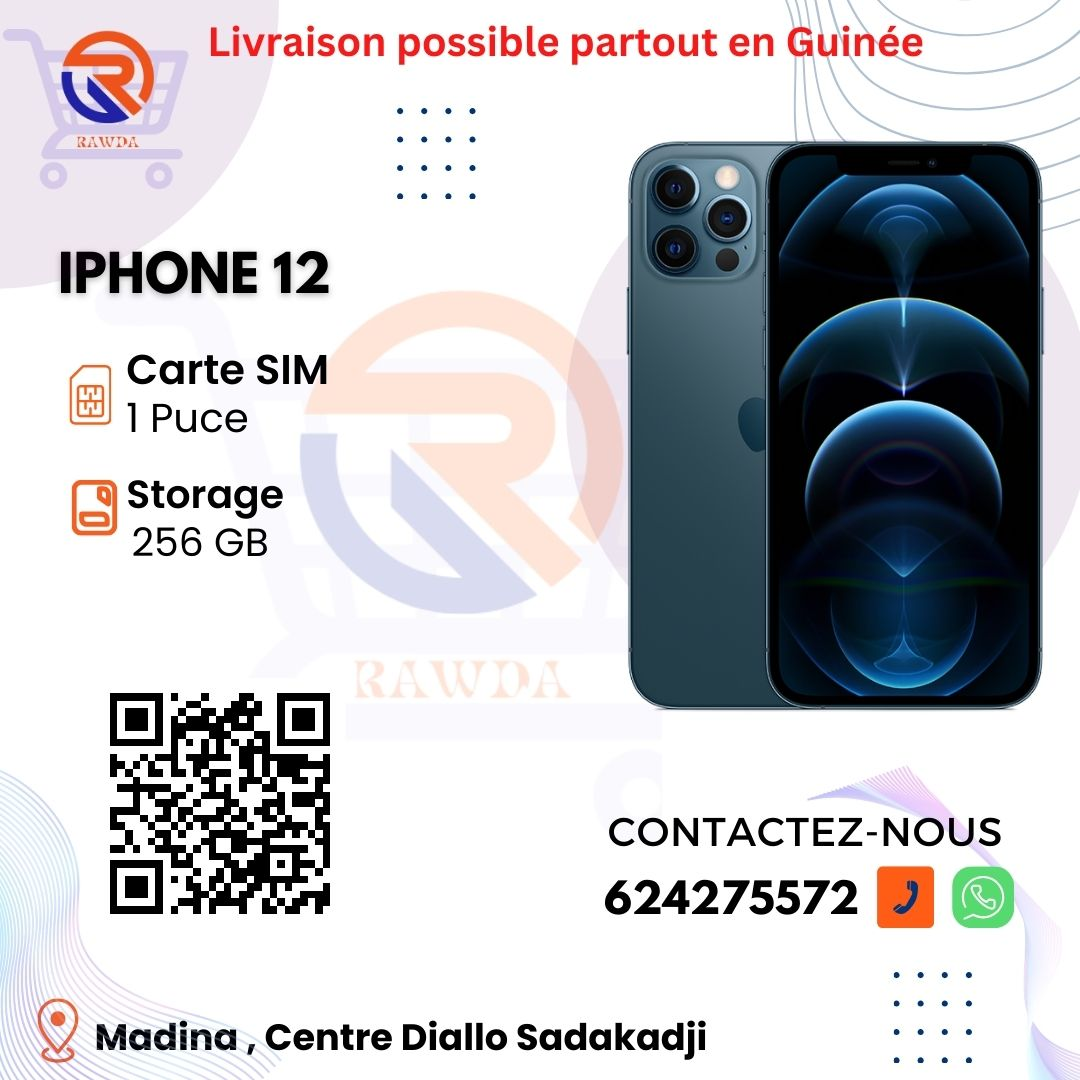 Livraison possible partout en Guinée
RAWDA
IPHONE 12
Carte SIM
1 Puce
Storage
256 GB
RAWDA
CONTACTEZ-NOUS
624275572
Madina , Centre Diallo Sadakadji